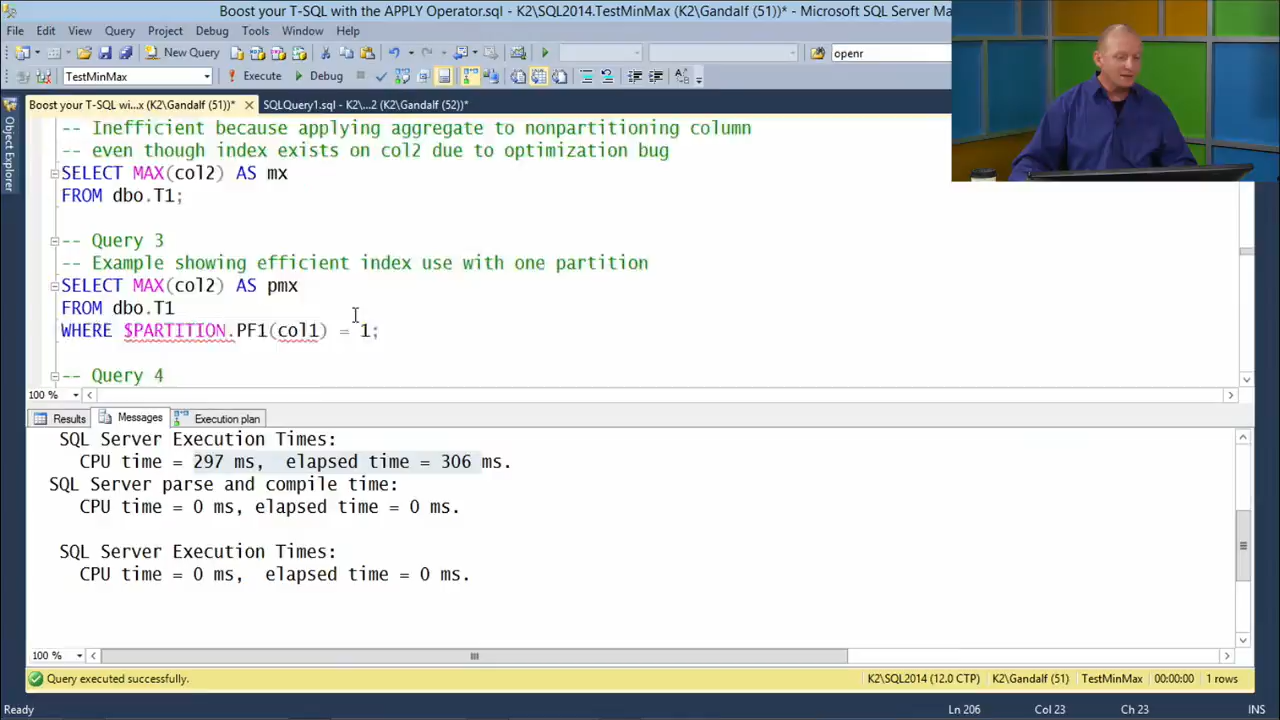 Boost your T-SQL with the APPLY Operator.sql - K2\SQL2014.TestMinMax (K2\Gandalf (51))* - Microsoft SQL Server Ma
File Edit View Query Project Debug Tools Window Help
New Query
openr
TestMinMax
Execute
Debug
Boost your T-SQL wi...x (K2\Gandalf (51))*
SQLQuery1.sql - K2\...2 (K2\Gandalf (52))*
Object Explorer
-- Inefficient because applying aggregate to nonpartitioning column
-- even though index exists on col2 due to optimization bug
SELECT MAX(col2) AS mx
FROM dbo.T1;
-- Query 3
-- Example showing efficient index use with one partition
SELECT MAX(col2) AS pmx
FROM dbo.T1
WHERE $PARTITION.PF1(col1) = 1;
-- Query 4
100 %
Results Messages Execution plan
SQL Server Execution Times:
CPU time = 297 ms, elapsed time = 306 ms.
SQL Server parse and compile time:
CPU time = 0 ms, elapsed time = 0 ms.
SQL Server Execution Times:
CPU time = 0 ms, elapsed time = 0 ms.
100 %
Query executed successfully.
K2\SQL2014 (12.0 CTP) K2\Gandalf (51) TestMinMax 00:00:00 1 rows
Ready
Ln 206 Col 23 Ch 23 INS